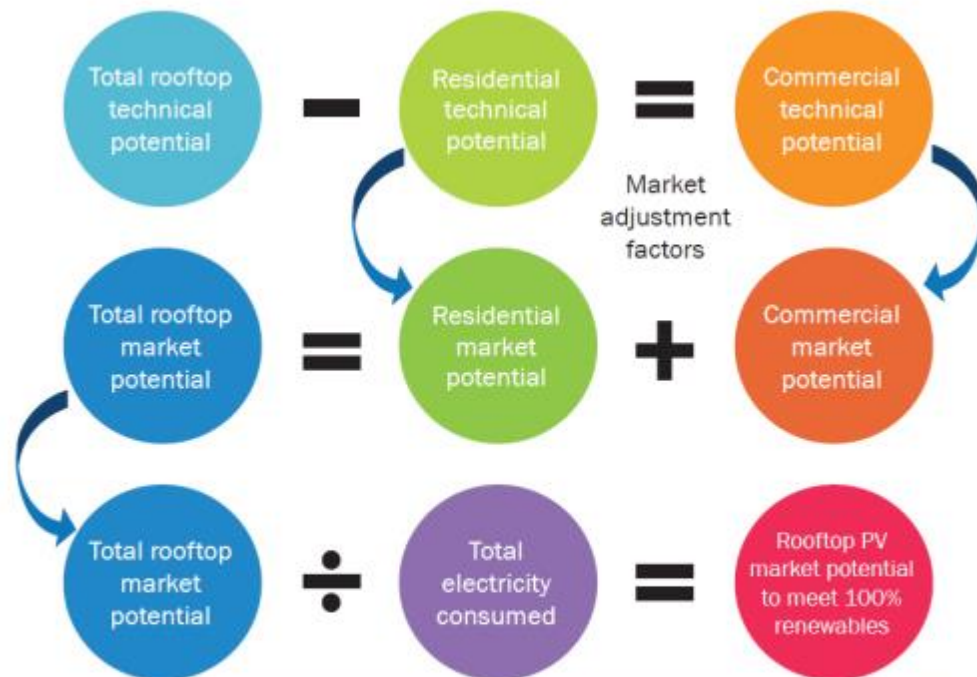 Total rooftop
technical
potential
Residential
technical
potential
Commercial
technical
potential
Market
adjustment
factors
Total rooftop
market
potential
Residential
market
potential
Commercial
market
potential
Total rooftop
market
potential
Total
electricity
consumed
Rooftop PV
market potential
to meet 100%
renewables